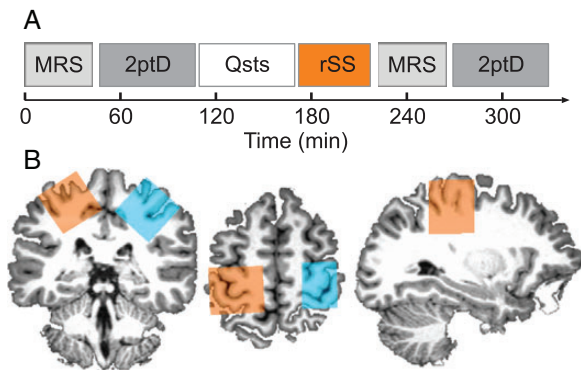 A
MRS 2ptD Qsts rSS MRS 2ptD
0 60 120 180 240 300
Time (min)
B